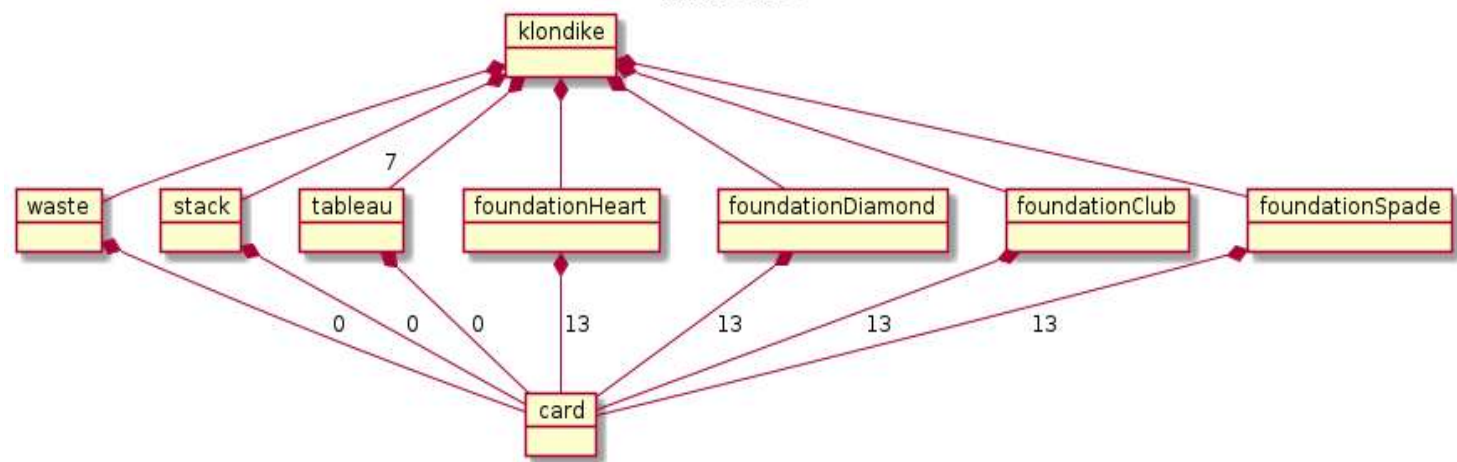 klondike
7
waste stack tableau foundationHeart foundationDiamond foundationClub foundationSpade
0 0 0 13 13 13 13
card